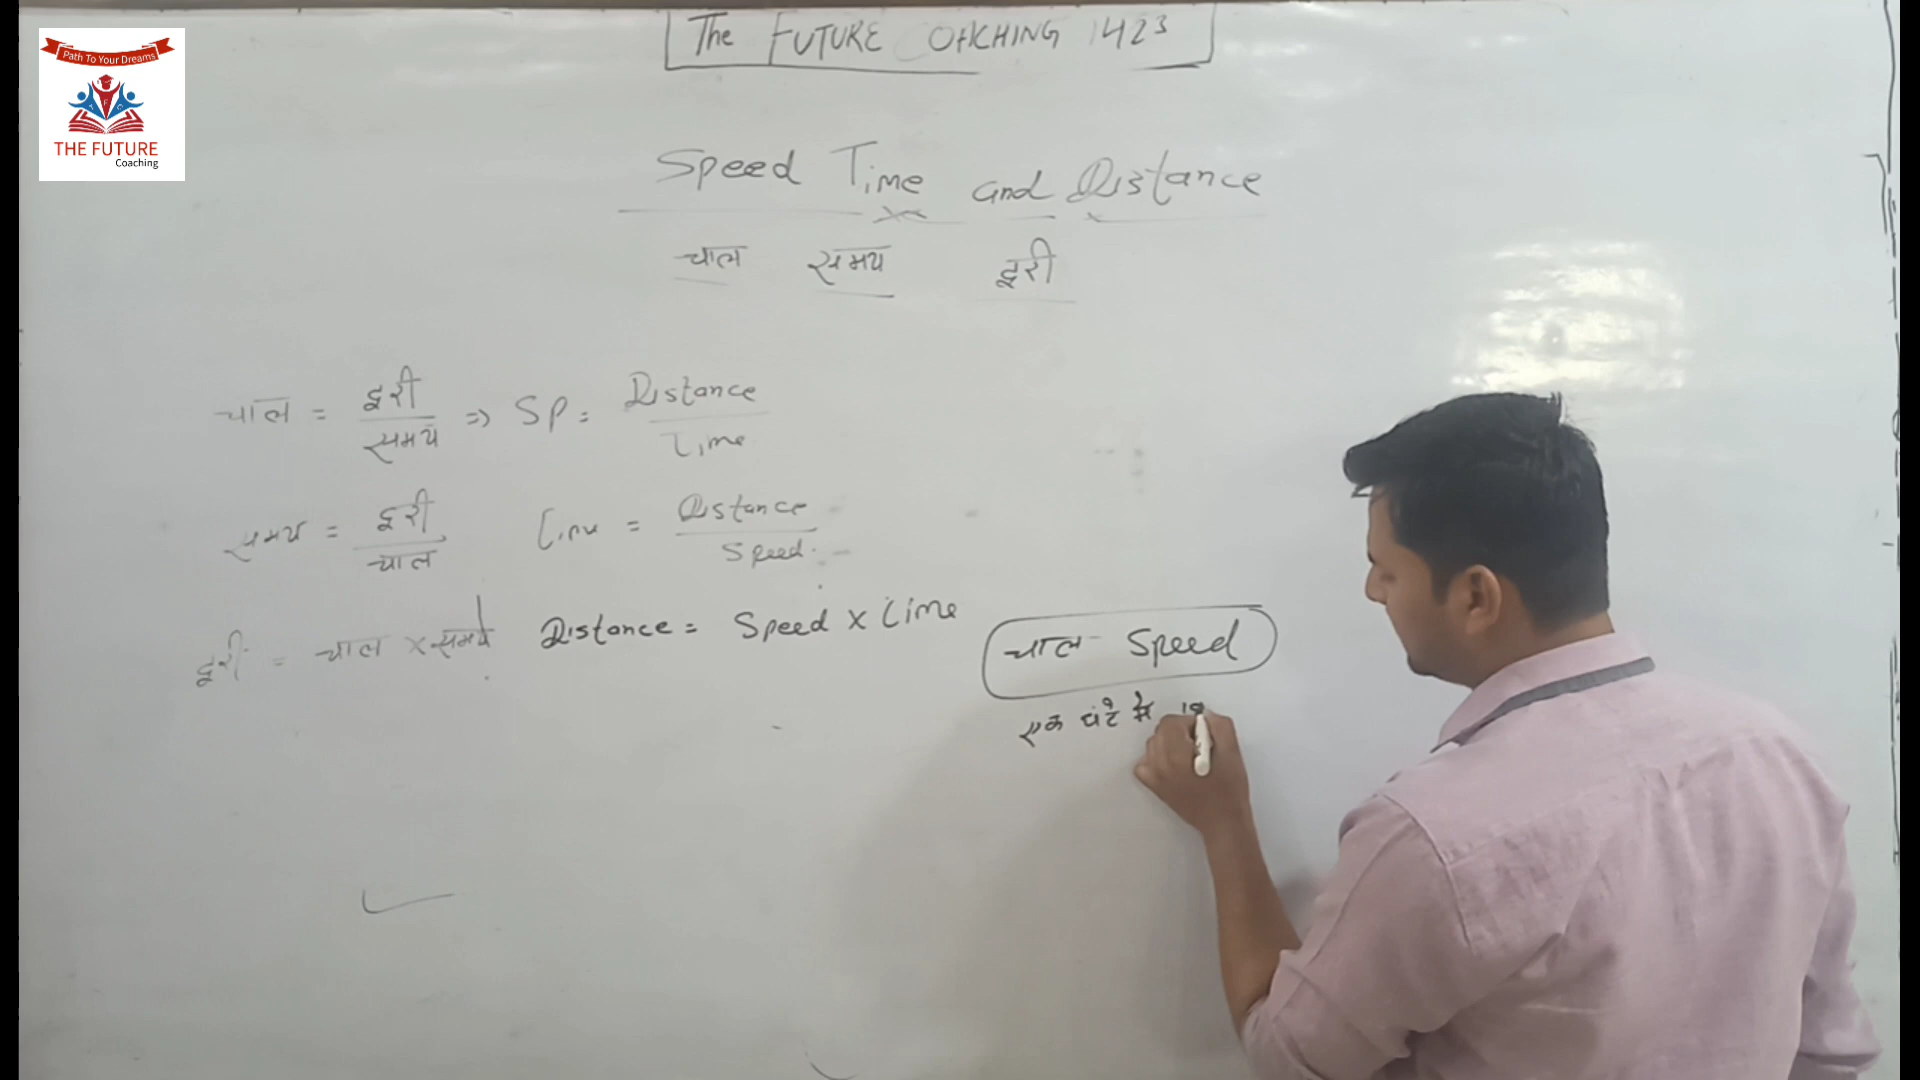 Path To Your Dreams
THE FUTURE
Coaching
The FUTURE COACHING 1423
Speed Time and Distance
चाल समय दूरी
चाल = दूरी / समय => SP = Distance / Time
समय = दूरी / चाल Time = Distance / Speed.
दूरी = चाल × समय Distance = Speed × Time
चाल - Speed
एक घंटे में